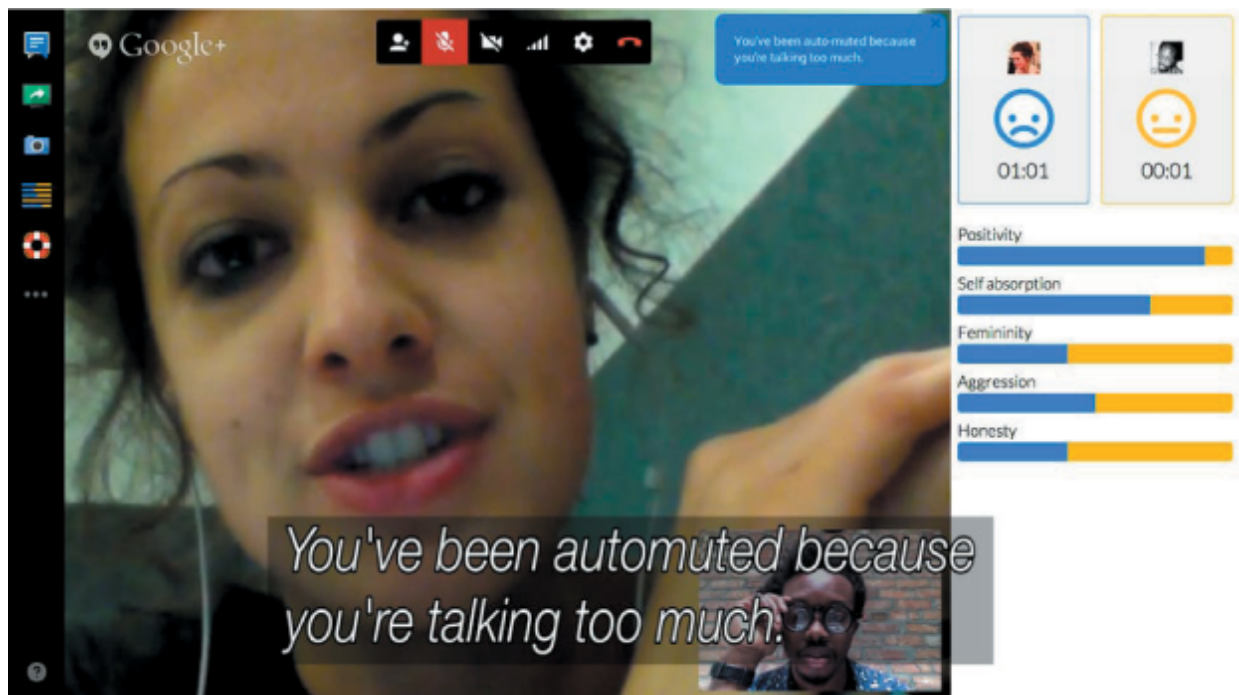 Google+
You've been auto-muted because
you're talking too much.
01:01
00:01
Positivity
Self absorption
Femininity
Aggression
Honesty
You've been automuted because
you're talking too much.